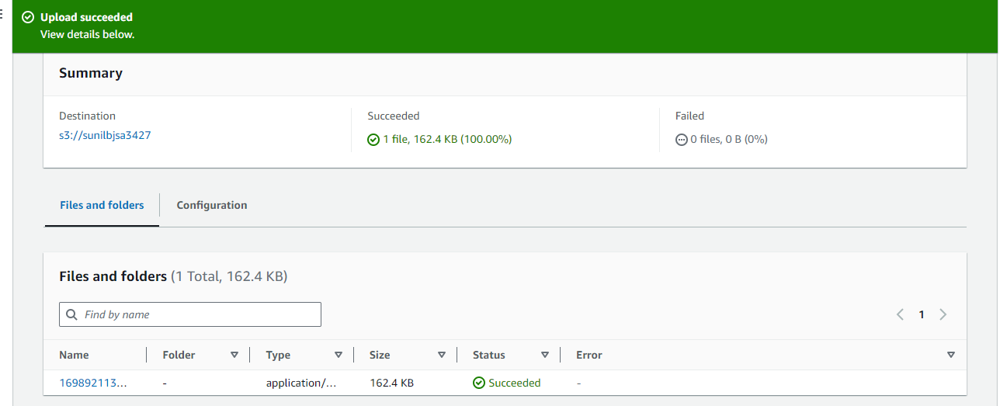 Upload succeeded
View details below.
Summary
Destination
Succeeded
Failed
s3://sunilbjsa3427
1 file, 162.4 KB (100.00%)
0 files, 0 B (0%)
Files and folders
Configuration
Files and folders (1 Total, 162.4 KB)
Find by name
1
Name Folder Type Size Status Error
169892113... - application/... 162.4 KB Succeeded -